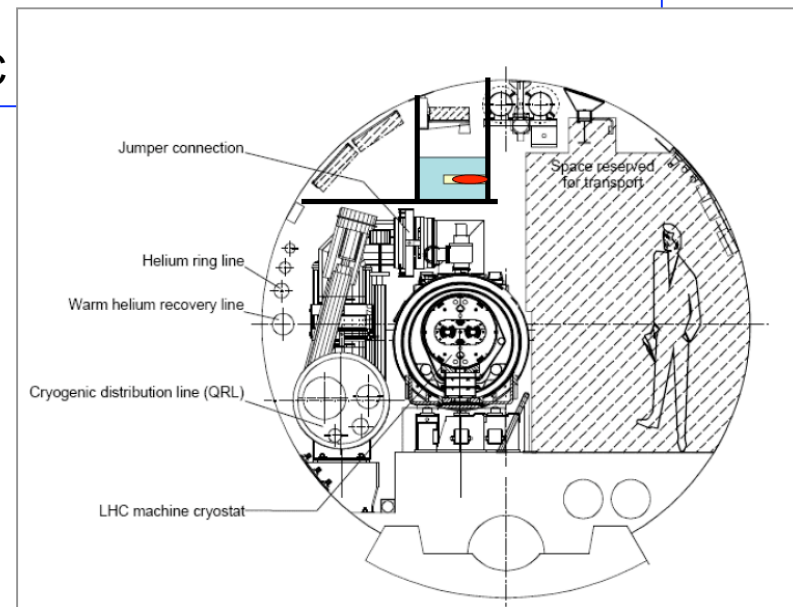 C
Jumper connection
Space reserved
for transport
Helium ring line
Warm helium recovery line
Cryogenic distribution line (QRL)
LHC machine cryostat